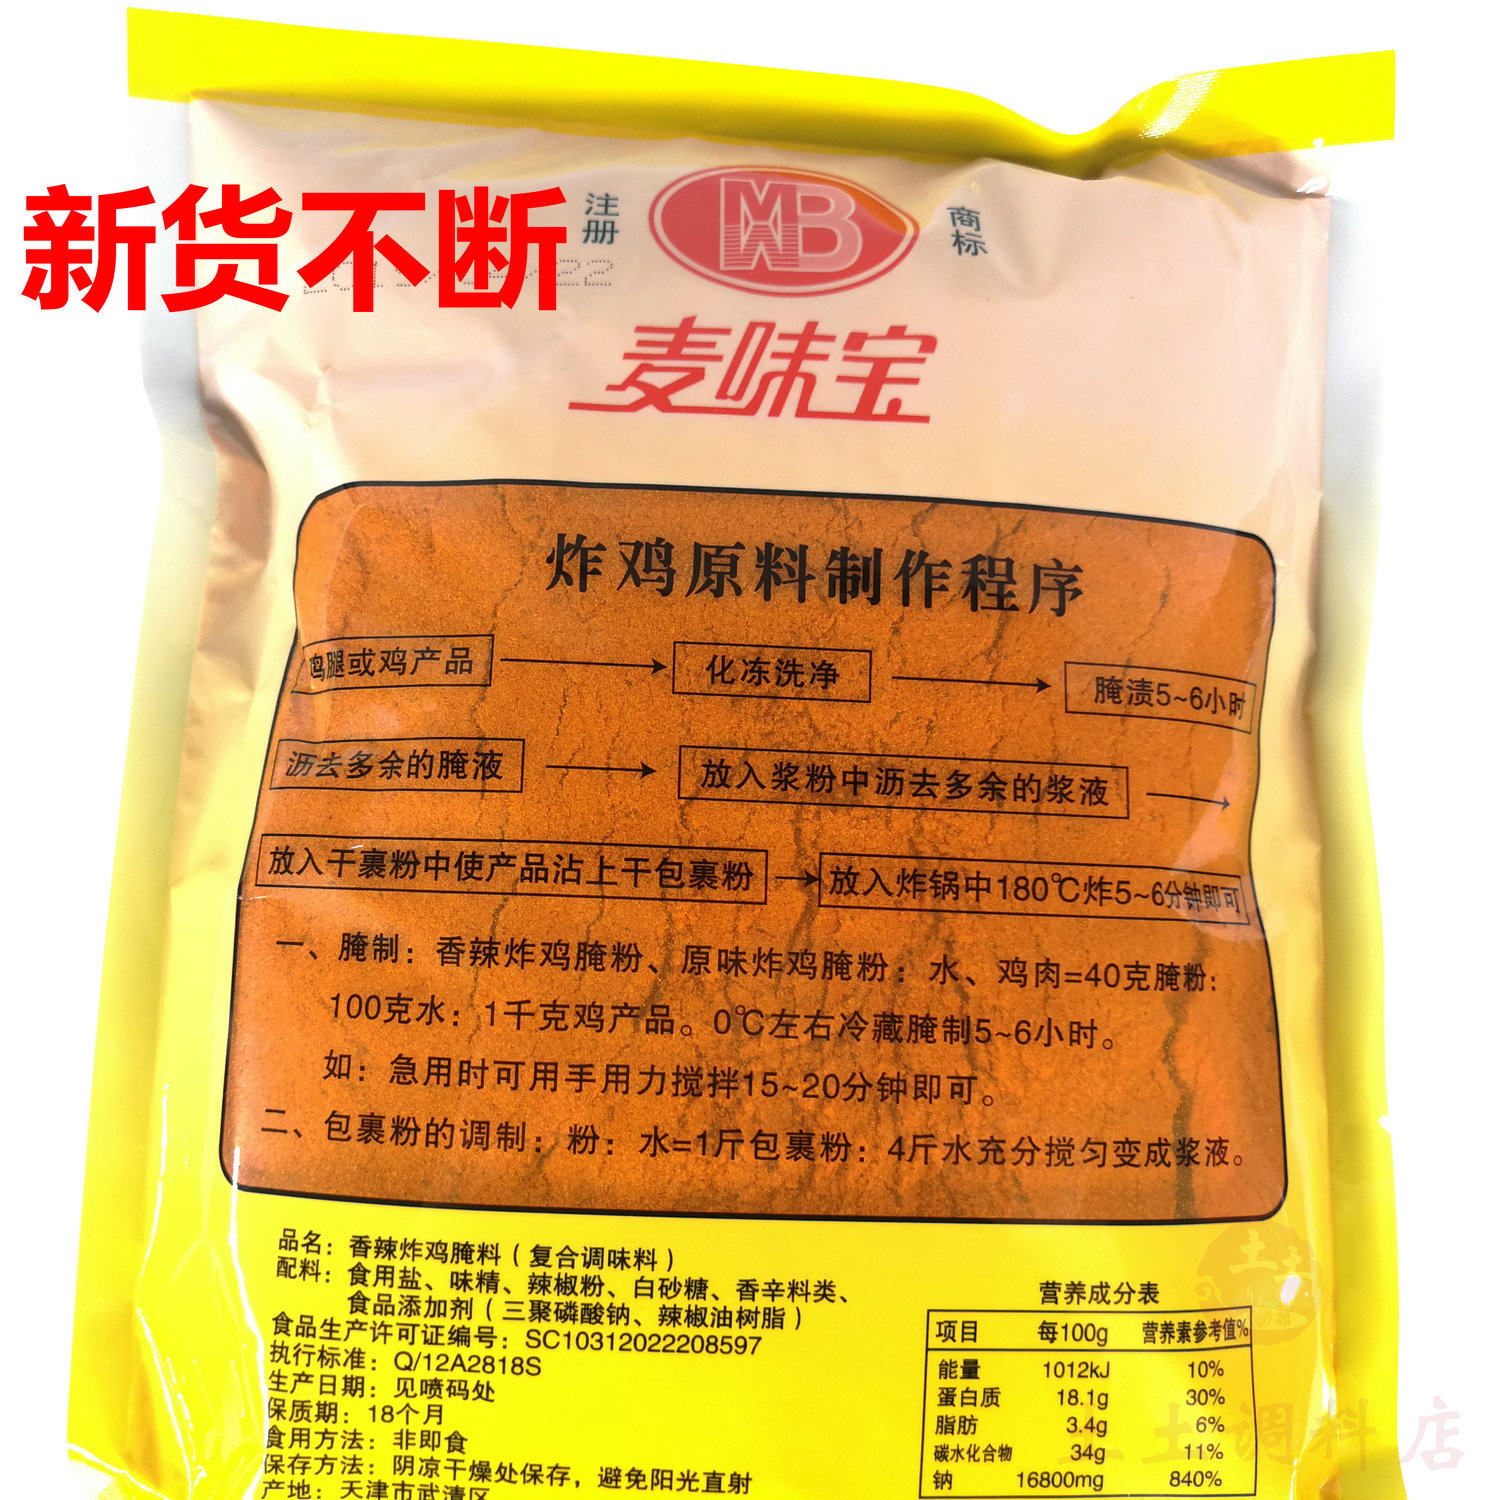 新货不断
注册
商标
MWB
麦味宝
炸鸡原料制作程序
鸡腿或鸡产品
化冻洗净
腌渍5~6小时
沥去多余的腌液
放入浆粉中沥去多余的浆液
放入干裹粉中使产品沾上干包裹粉
放入炸锅中180℃炸5~6分钟即可
一、腌制：香辣炸鸡腌粉、原味炸鸡腌粉：水、鸡肉=40克腌粉：
100克水：1千克鸡产品。0℃左右冷藏腌制5~6小时。
如：急用时可用手用力搅拌15~20分钟即可。
二、包裹粉的调制：粉：水=1斤包裹粉：4斤水充分搅匀变成浆液。
品名：香辣炸鸡腌料（复合调味料）
配料：食用盐、味精、辣椒粉、白砂糖、香辛料类、
食品添加剂（三聚磷酸钠、辣椒油树脂）
食品生产许可证编号：SC10312022208597
执行标准：Q/12A2818S
生产日期：见喷码处
保质期：18个月
食用方法：非即食
保存方法：阴凉干燥处保存，避免阳光直射
产地：天津市武清区
营养成分表
项目 每100g 营养素参考值%
能量 1012kJ 10%
蛋白质 18.1g 30%
脂肪 3.4g 6%
碳水化合物 34g 11%
钠 16800mg 840%
土土调料店